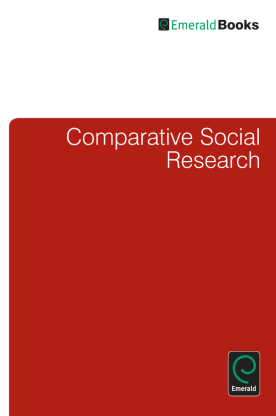 EmeraldBooks
Comparative Social
Research
Emerald